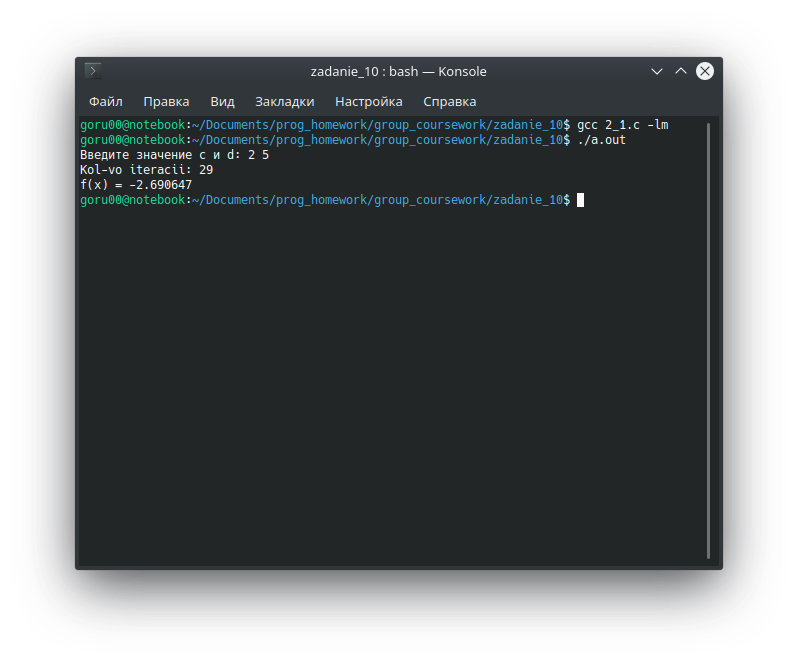 zadanie_10 : bash — Konsole
Файл Правка Вид Закладки Настройка Справка
goru00@notebook:~/Documents/prog_homework/group_coursework/zadanie_10$ gcc 2_1.c -lm
goru00@notebook:~/Documents/prog_homework/group_coursework/zadanie_10$ ./a.out
Введите значение c и d: 2 5
Kol-vo iteracii: 29
f(x) = -2.690647
goru00@notebook:~/Documents/prog_homework/group_coursework/zadanie_10$